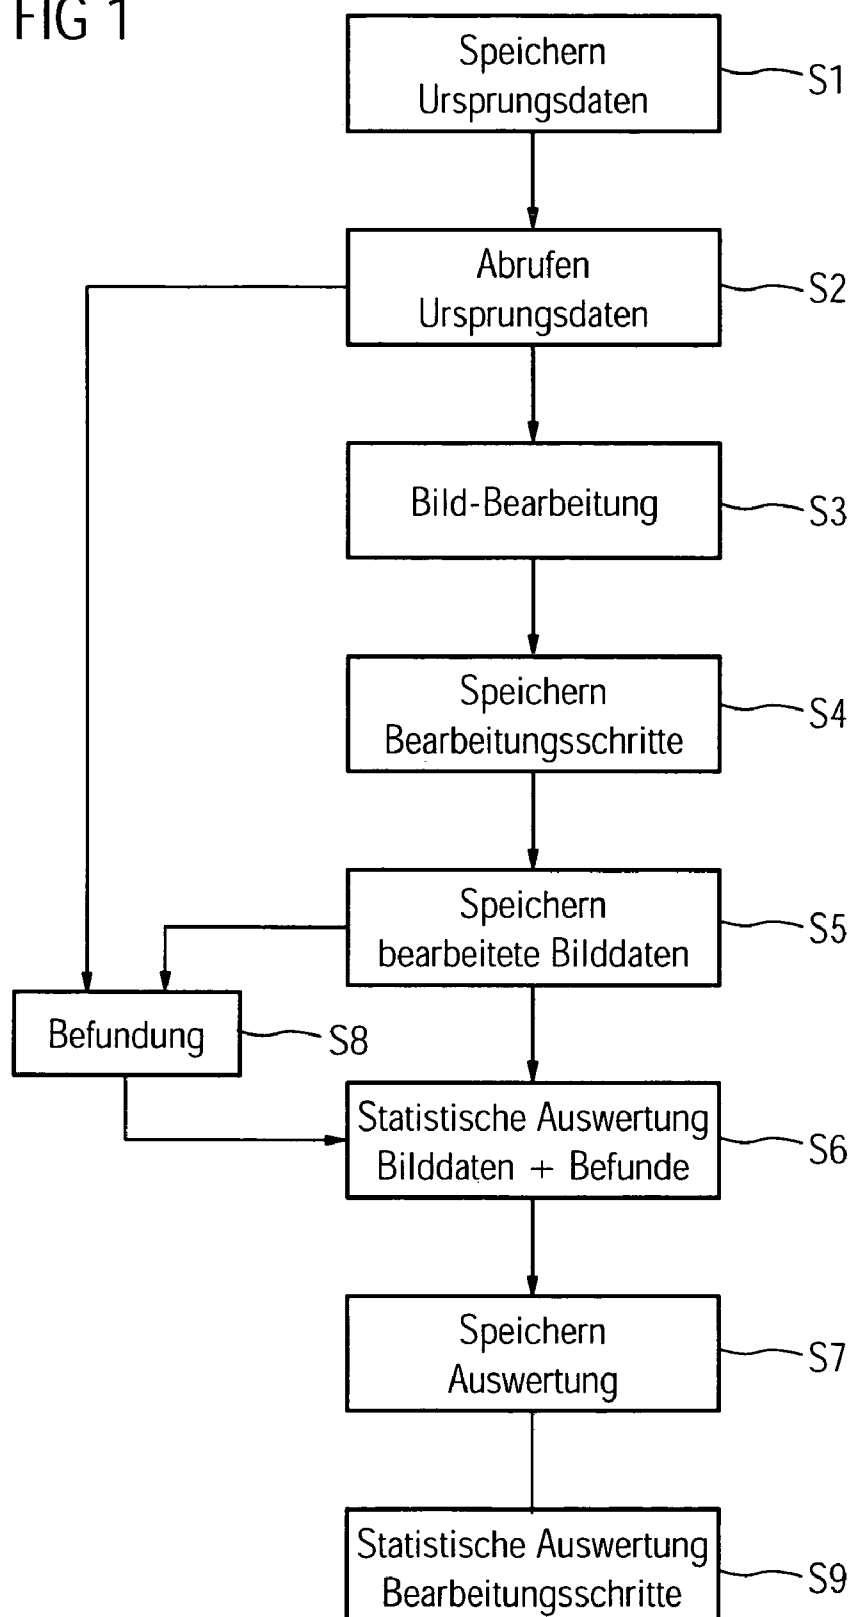 FIG 1
Speichern
Ursprungsdaten
S1
Abrufen
Ursprungsdaten
S2
Bild-Bearbeitung
S3
Speichern
Bearbeitungsschritte
S4
Speichern
bearbeitete Bilddaten
S5
Befundung
S8
Statistische Auswertung
Bilddaten + Befunde
S6
Speichern
Auswertung
S7
Statistische Auswertung
Bearbeitungsschritte
S9